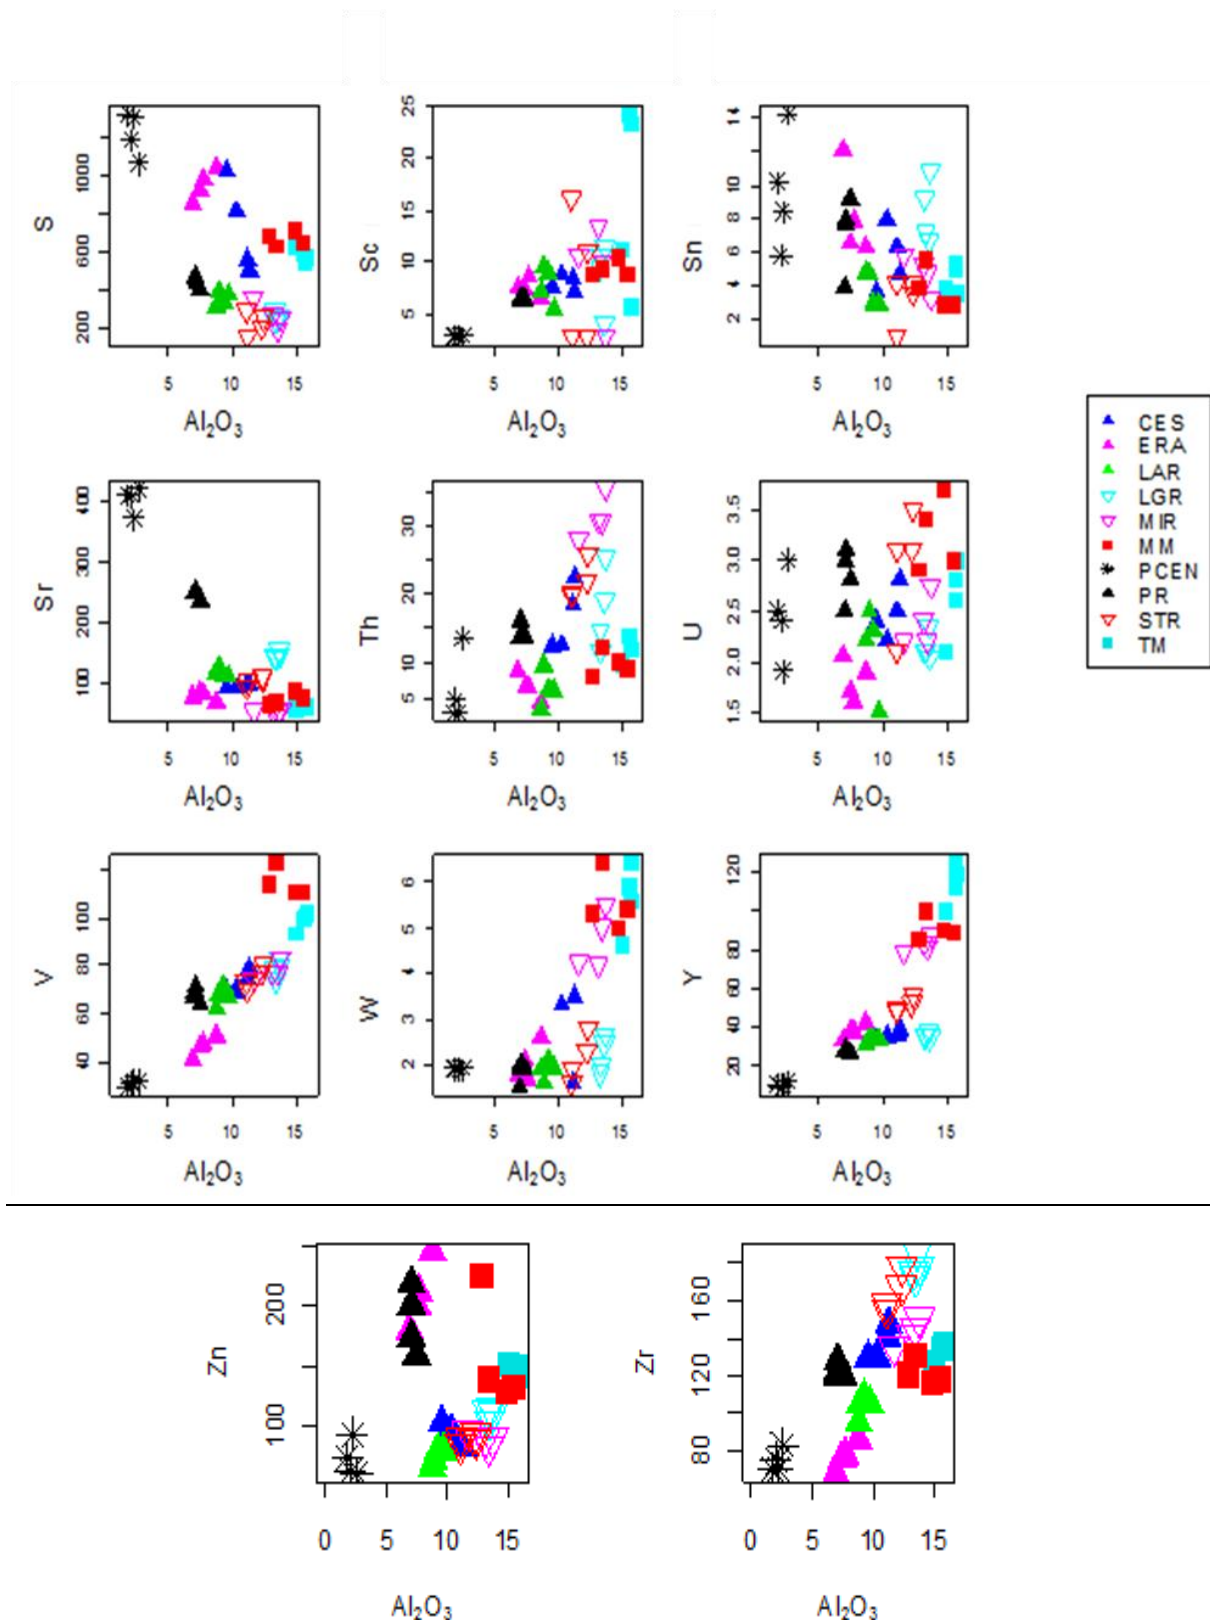 S
200 600 1000
5 10 15
Al₂O₃
Sc
5 10 15 20 25
5 10 15
Al₂O₃
Sn
2 4 6 8 10 14
5 10 15
Al₂O₃
CES
ERA
LAR
LGR
MIR
MM
PCEN
PR
STR
TM
Sr
100 200 300 400
5 10 15
Al₂O₃
Th
5 10 20 30
5 10 15
Al₂O₃
U
1.5 2.0 2.5 3.0 3.5
5 10 15
Al₂O₃
V
40 60 80 100
5 10 15
Al₂O₃
W
2 3 4 5 6
5 10 15
Al₂O₃
Y
20 40 60 80 120
5 10 15
Al₂O₃
Zn
100 200
0 5 10 15
Al₂O₃
Zr
80 120 160
0 5 10 15
Al₂O₃